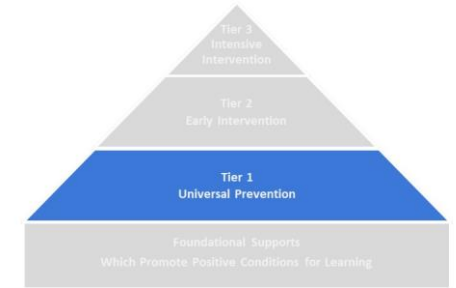 Tier 3
Intensive
Intervention
Tier 2
Early Intervention
Tier 1
Universal Prevention
Foundational Supports
Which Promote Positive Conditions for Learning